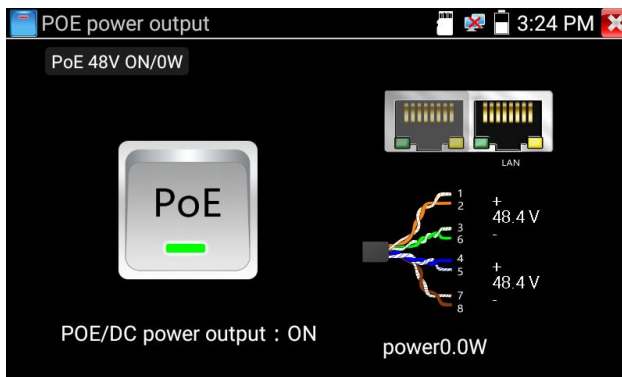 POE power output
3:24 PM
PoE 48V ON/0W
PoE
LAN
1
2
3
6
4
5
7
8
+
48.4 V
-
+
48.4 V
-
POE/DC power output : ON
power0.0W